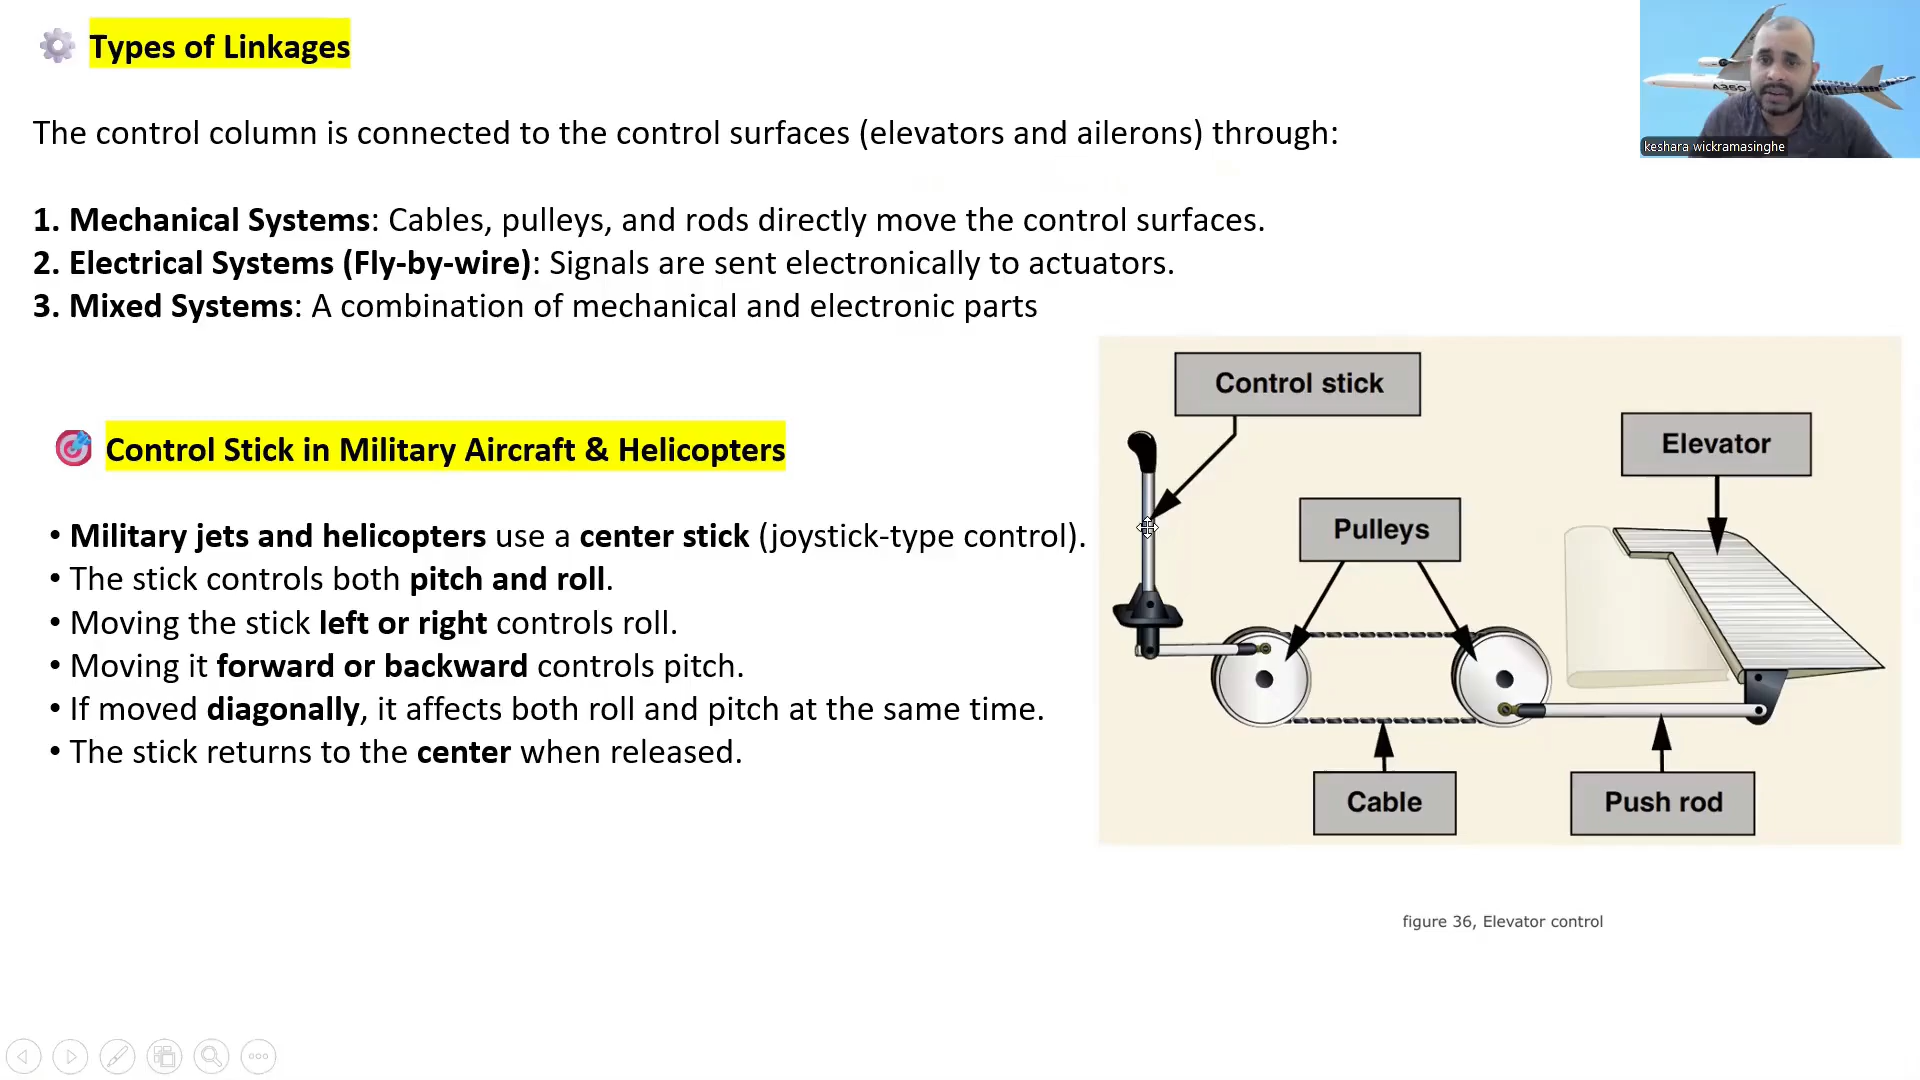 Types of Linkages
The control column is connected to the control surfaces (elevators and ailerons) through:
1. Mechanical Systems: Cables, pulleys, and rods directly move the control surfaces.
2. Electrical Systems (Fly-by-wire): Signals are sent electronically to actuators.
3. Mixed Systems: A combination of mechanical and electronic parts
Control Stick in Military Aircraft & Helicopters
• Military jets and helicopters use a center stick (joystick-type control).
• The stick controls both pitch and roll.
• Moving the stick left or right controls roll.
• Moving it forward or backward controls pitch.
• If moved diagonally, it affects both roll and pitch at the same time.
• The stick returns to the center when released.
Control stick
Elevator
Pulleys
Cable
Push rod
figure 36, Elevator control
A350
keshara wickramasinghe